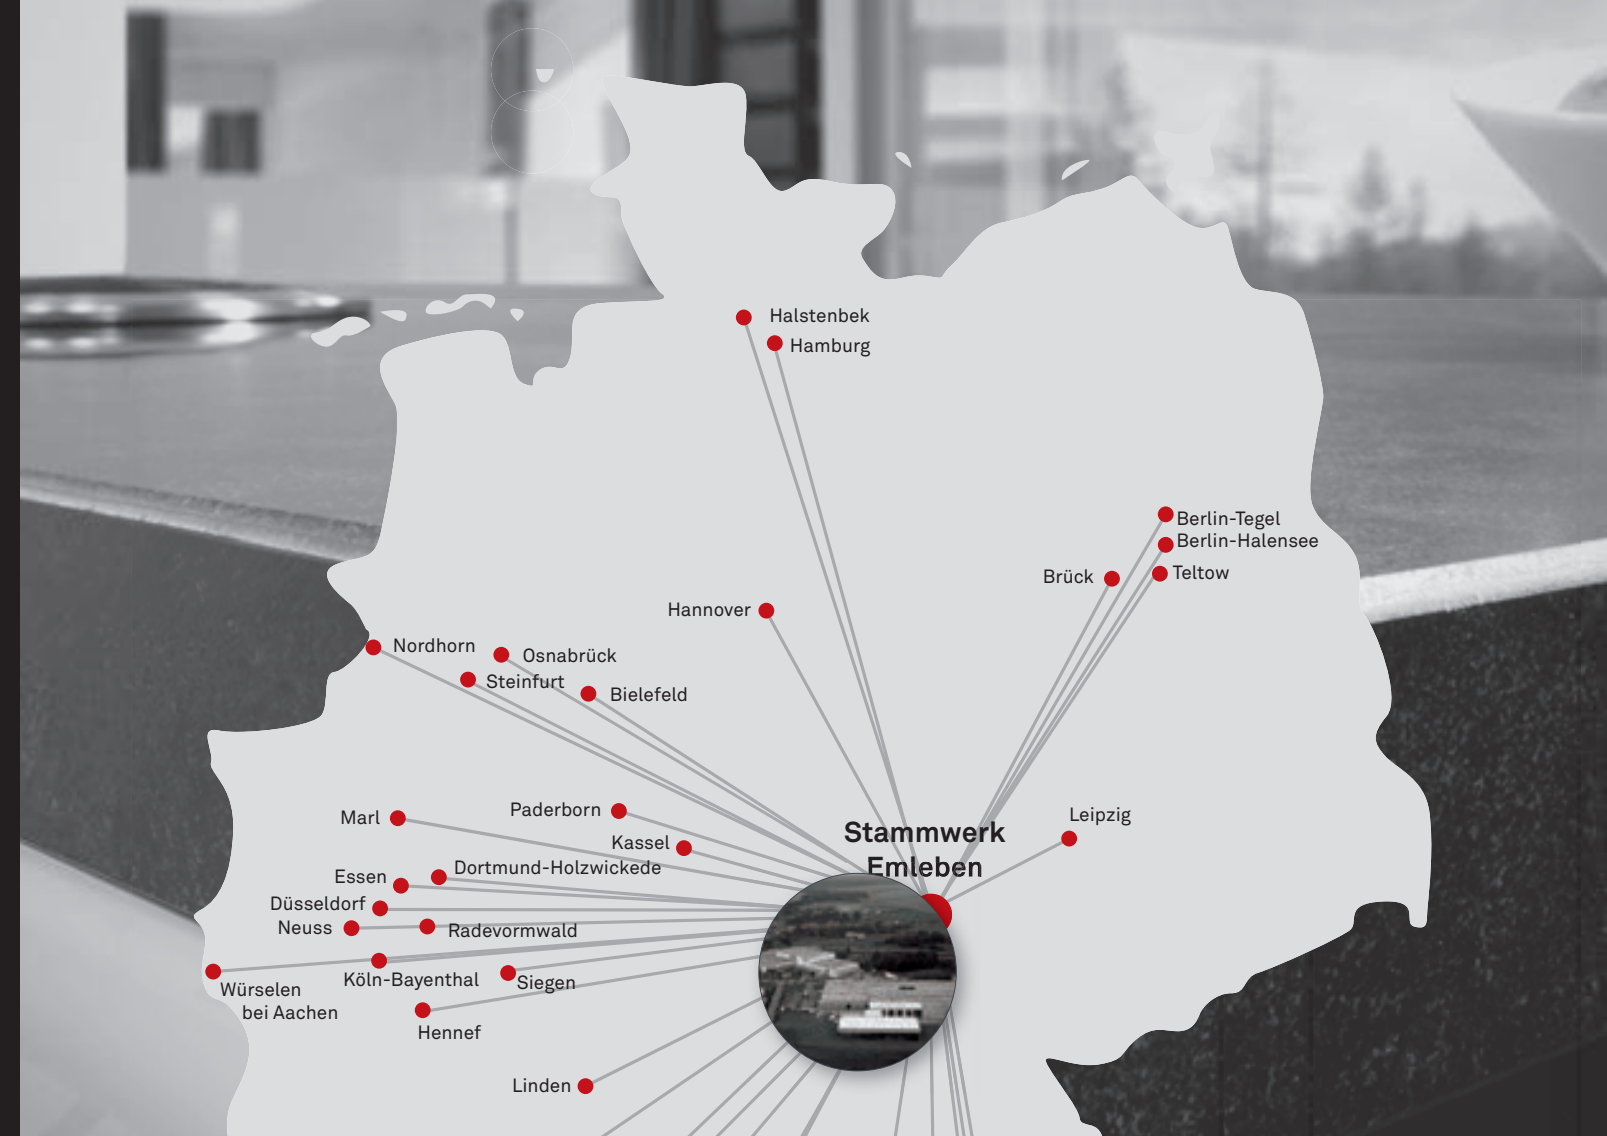 Halstenbek
Hamburg
Berlin-Tegel
Berlin-Halensee
Brück
Teltow
Hannover
Nordhorn
Osnabrück
Steinfurt
Bielefeld
Marl
Paderborn
Kassel
Leipzig
Stammwerk
Emleben
Dortmund-Holzwickede
Essen
Düsseldorf
Neuss
Radevormwald
Köln-Bayenthal
Siegen
Würselen
bei Aachen
Hennef
Linden